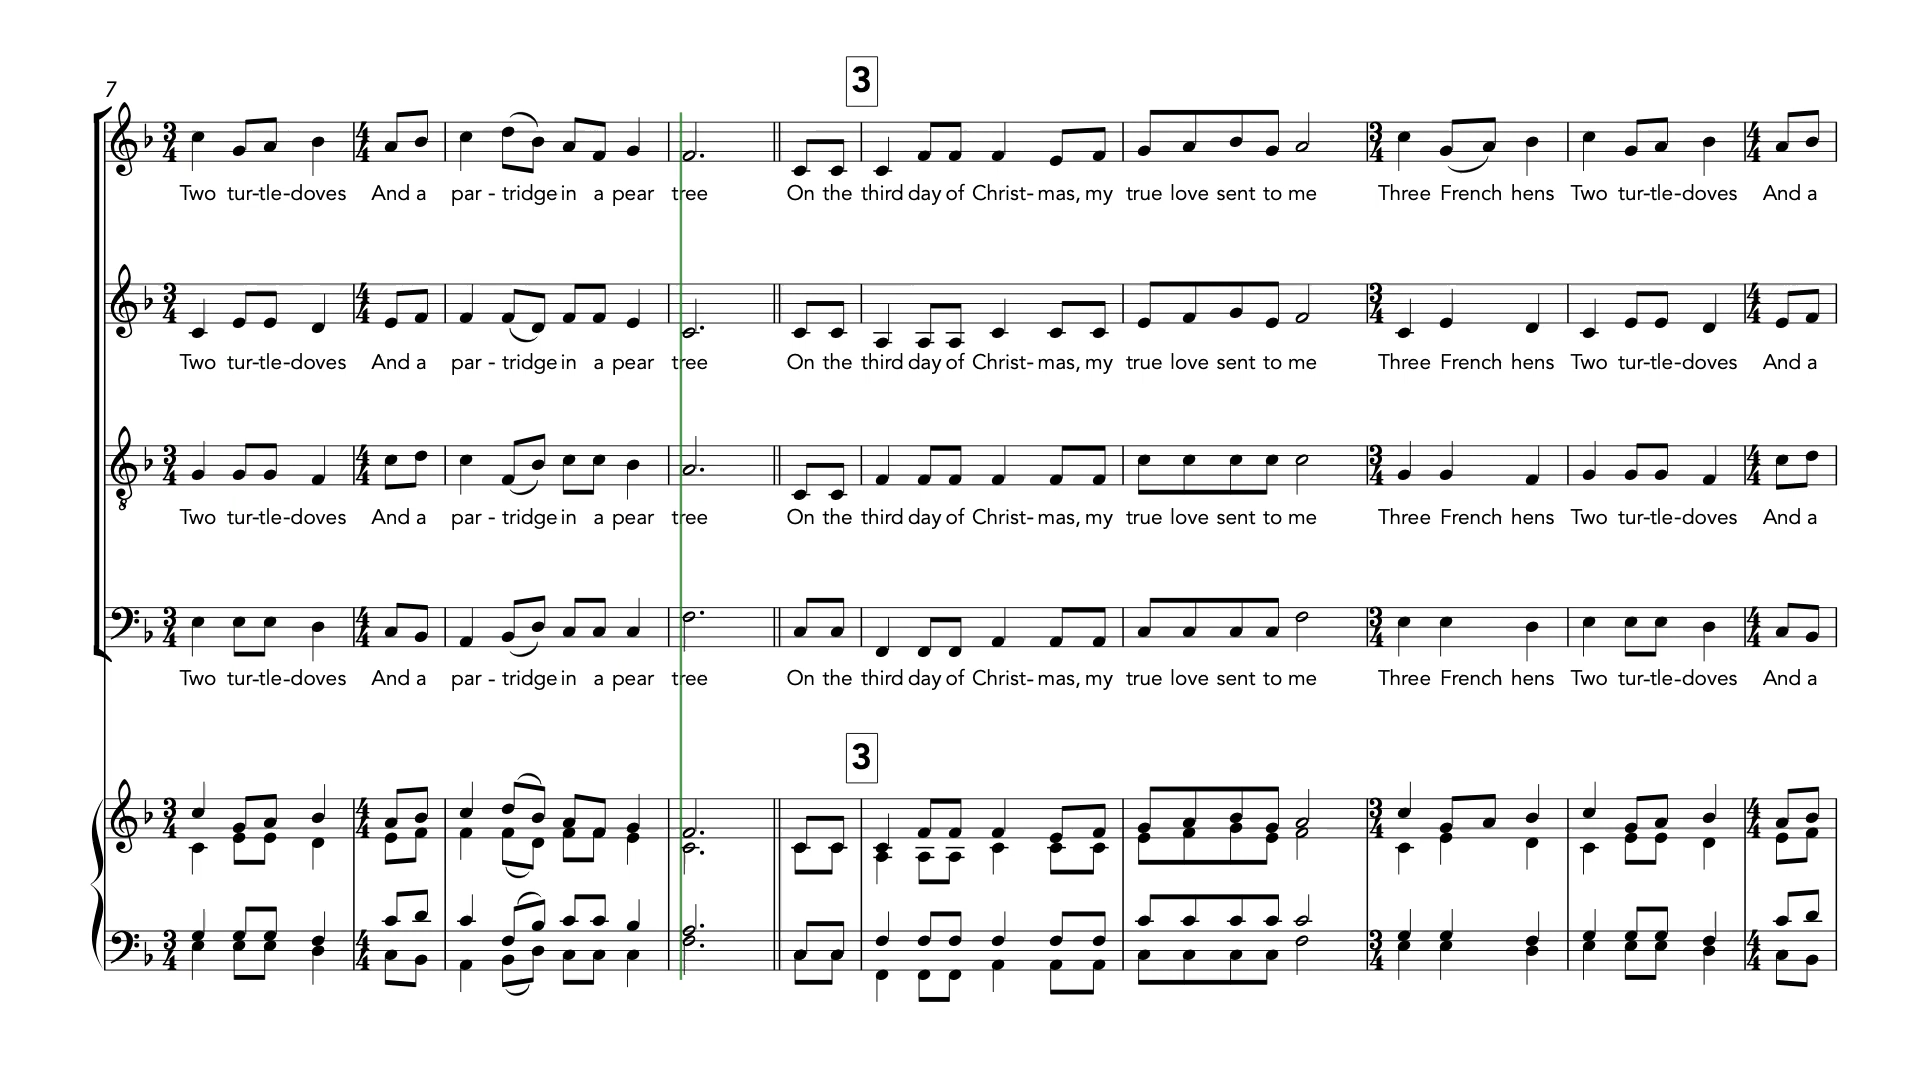 7
3
Two tur-tle-doves And a par - tridge in a pear tree On the third day of Christ- mas, my true love sent to me Three French hens Two tur-tle-doves And a
Two tur-tle-doves And a par - tridge in a pear tree On the third day of Christ- mas, my true love sent to me Three French hens Two tur-tle-doves And a
Two tur-tle-doves And a par - tridge in a pear tree On the third day of Christ- mas, my true love sent to me Three French hens Two tur-tle-doves And a
Two tur-tle-doves And a par - tridge in a pear tree On the third day of Christ- mas, my true love sent to me Three French hens Two tur-tle-doves And a
3